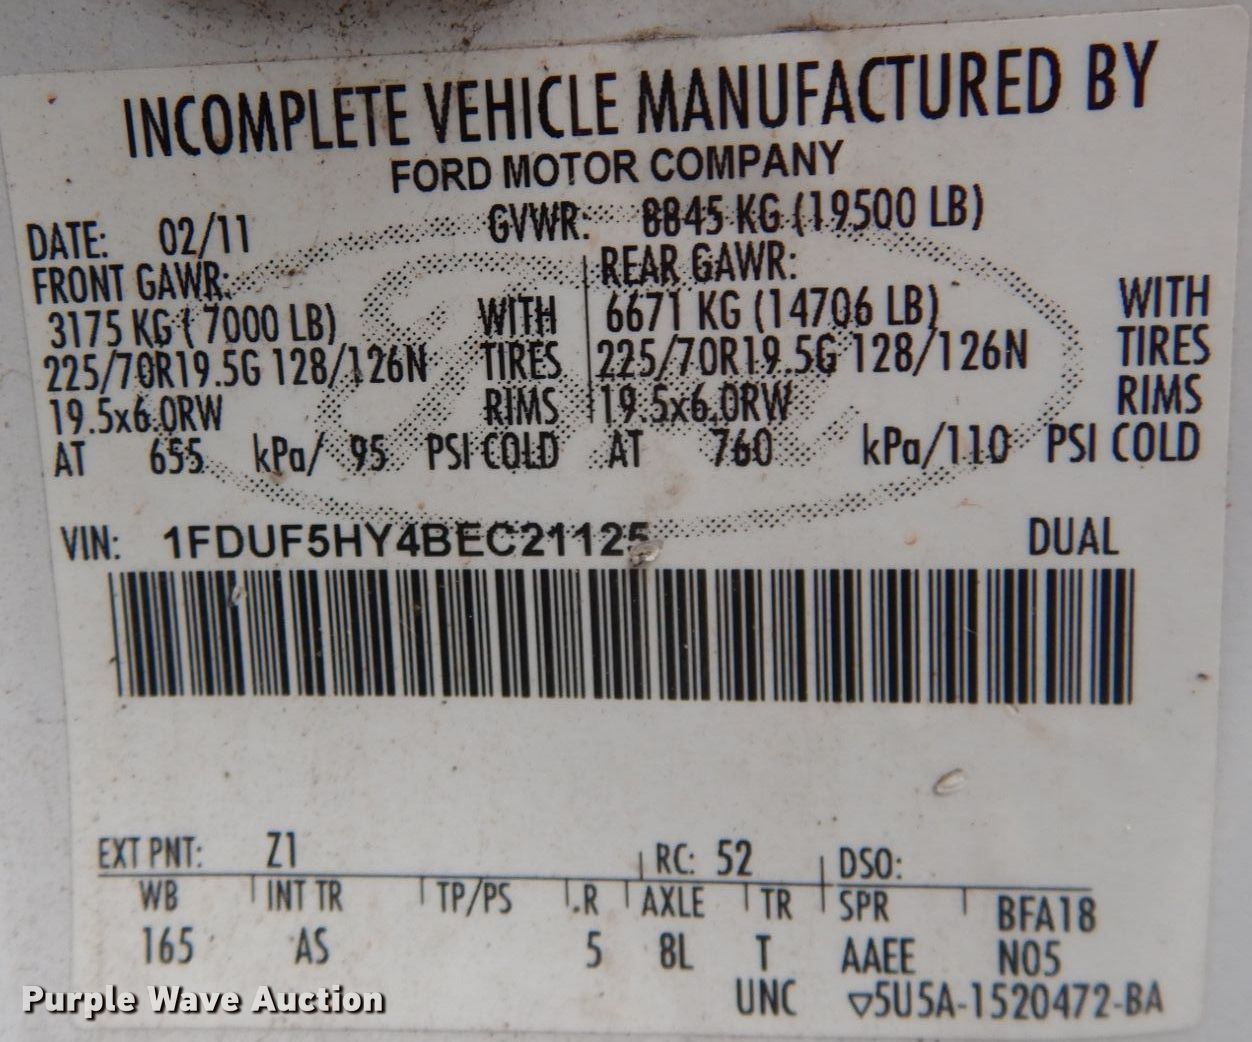 INCOMPLETE VEHICLE MANUFACTURED BY
FORD MOTOR COMPANY
DATE: 02/11 GVWR: 8845 KG (19500 LB)
FRONT GAWR: REAR GAWR:
3175 KG ( 7000 LB) WITH 6671 KG (14706 LB) WITH
225/70R19.5G 128/126N TIRES 225/70R19.5G 128/126N TIRES
19.5x6.0RW RIMS 19.5x6.0RW RIMS
AT 655 kPa/ 95 PSI COLD AT 760 kPa/110 PSI COLD
VIN: 1FDUF5HY4BEC21125 DUAL
EXT PNT: Z1 RC: 52 DSO:
WB INT TR TP/PS .R AXLE TR SPR BFA18
165 AS 5 8L T AAEE N05
UNC ▽5U5A-1520472-BA
Purple Wave Auction